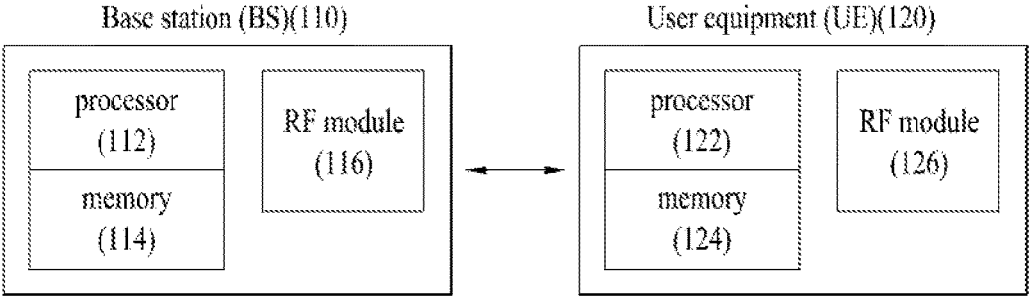 Base station (BS)(110)
processor
(112)
memory
(114)
RF module
(116)
User equipment (UE)(120)
processor
(122)
memory
(124)
RF module
(126)